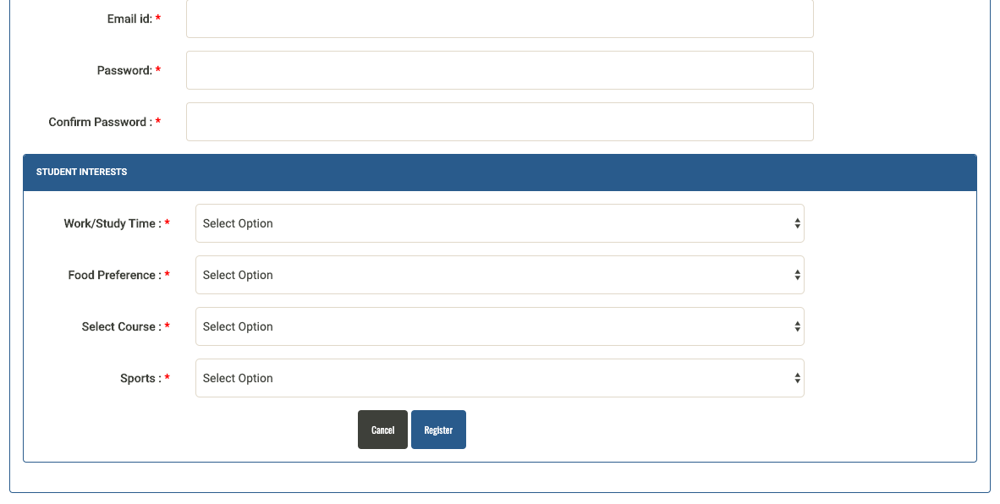 Email id: *
Password: *
Confirm Password : *
STUDENT INTERESTS
Work/Study Time : * Select Option
Food Preference : * Select Option
Select Course : * Select Option
Sports : * Select Option
Cancel Register